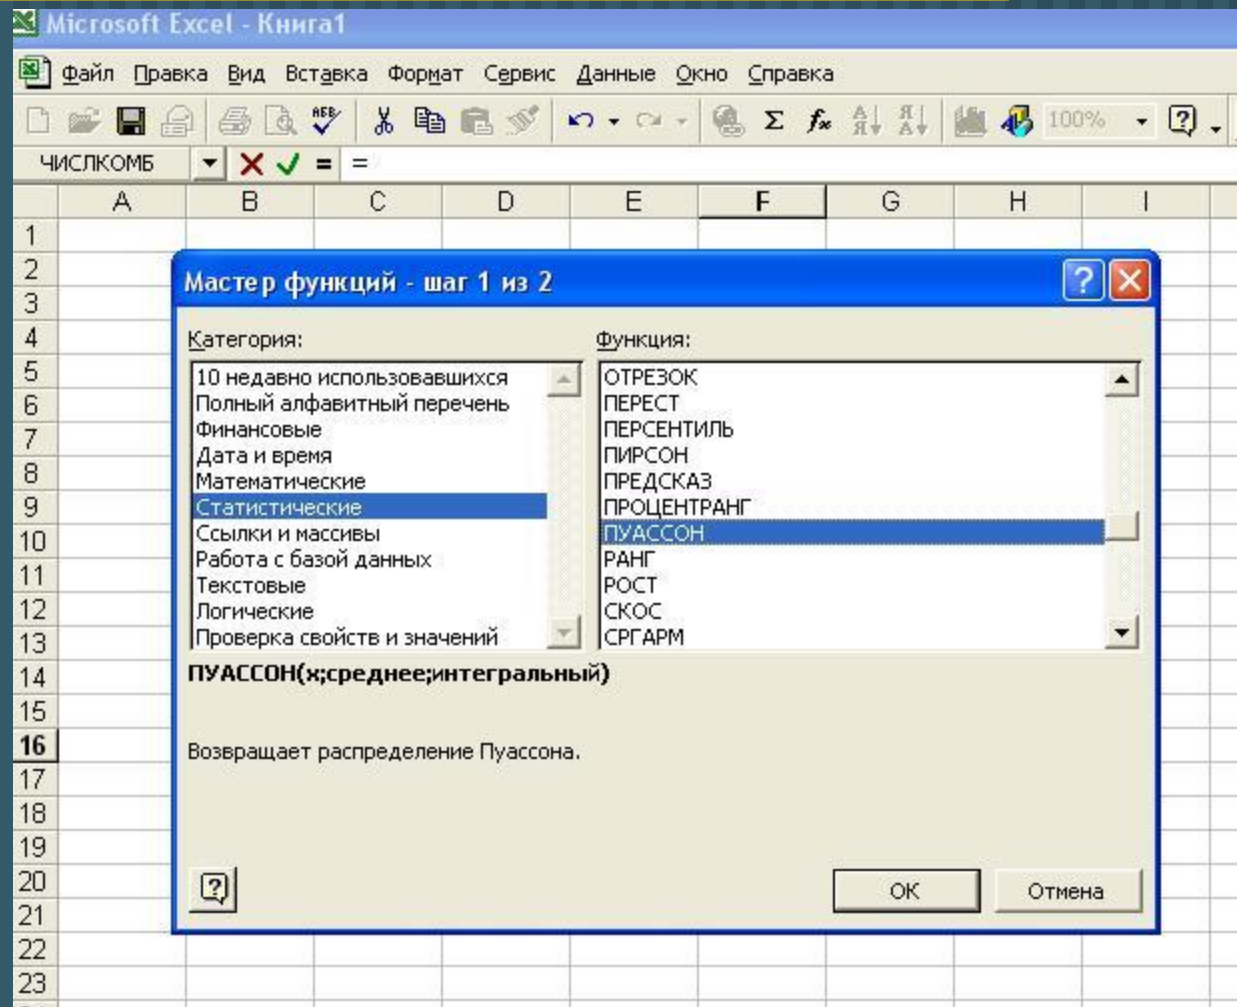 Microsoft Excel - Книга1
Файл Правка Вид Вставка Формат Сервис Данные Окно Справка
100%
ЧИСЛКОМБ = =
A B C D E F G H I
1
2
Мастер функций - шаг 1 из 2
3
4
Категория: Функция:
5
10 недавно использовавшихся ОТРЕЗОК
6
Полный алфавитный перечень ПЕРЕСТ
7
Финансовые ПЕРСЕНТИЛЬ
Дата и время ПИРСОН
8
Математические ПРЕДСКАЗ
9
Статистические ПРОЦЕНТРАНГ
10
Ссылки и массивы ПУАССОН
Работа с базой данных РАНГ
11
Текстовые РОСТ
12
Логические СКОС
13
Проверка свойств и значений СРГАРМ
14
ПУАССОН(x;среднее;интегральный)
15
16
Возвращает распределение Пуассона.
17
18
19
20
ОК Отмена
21
22
23